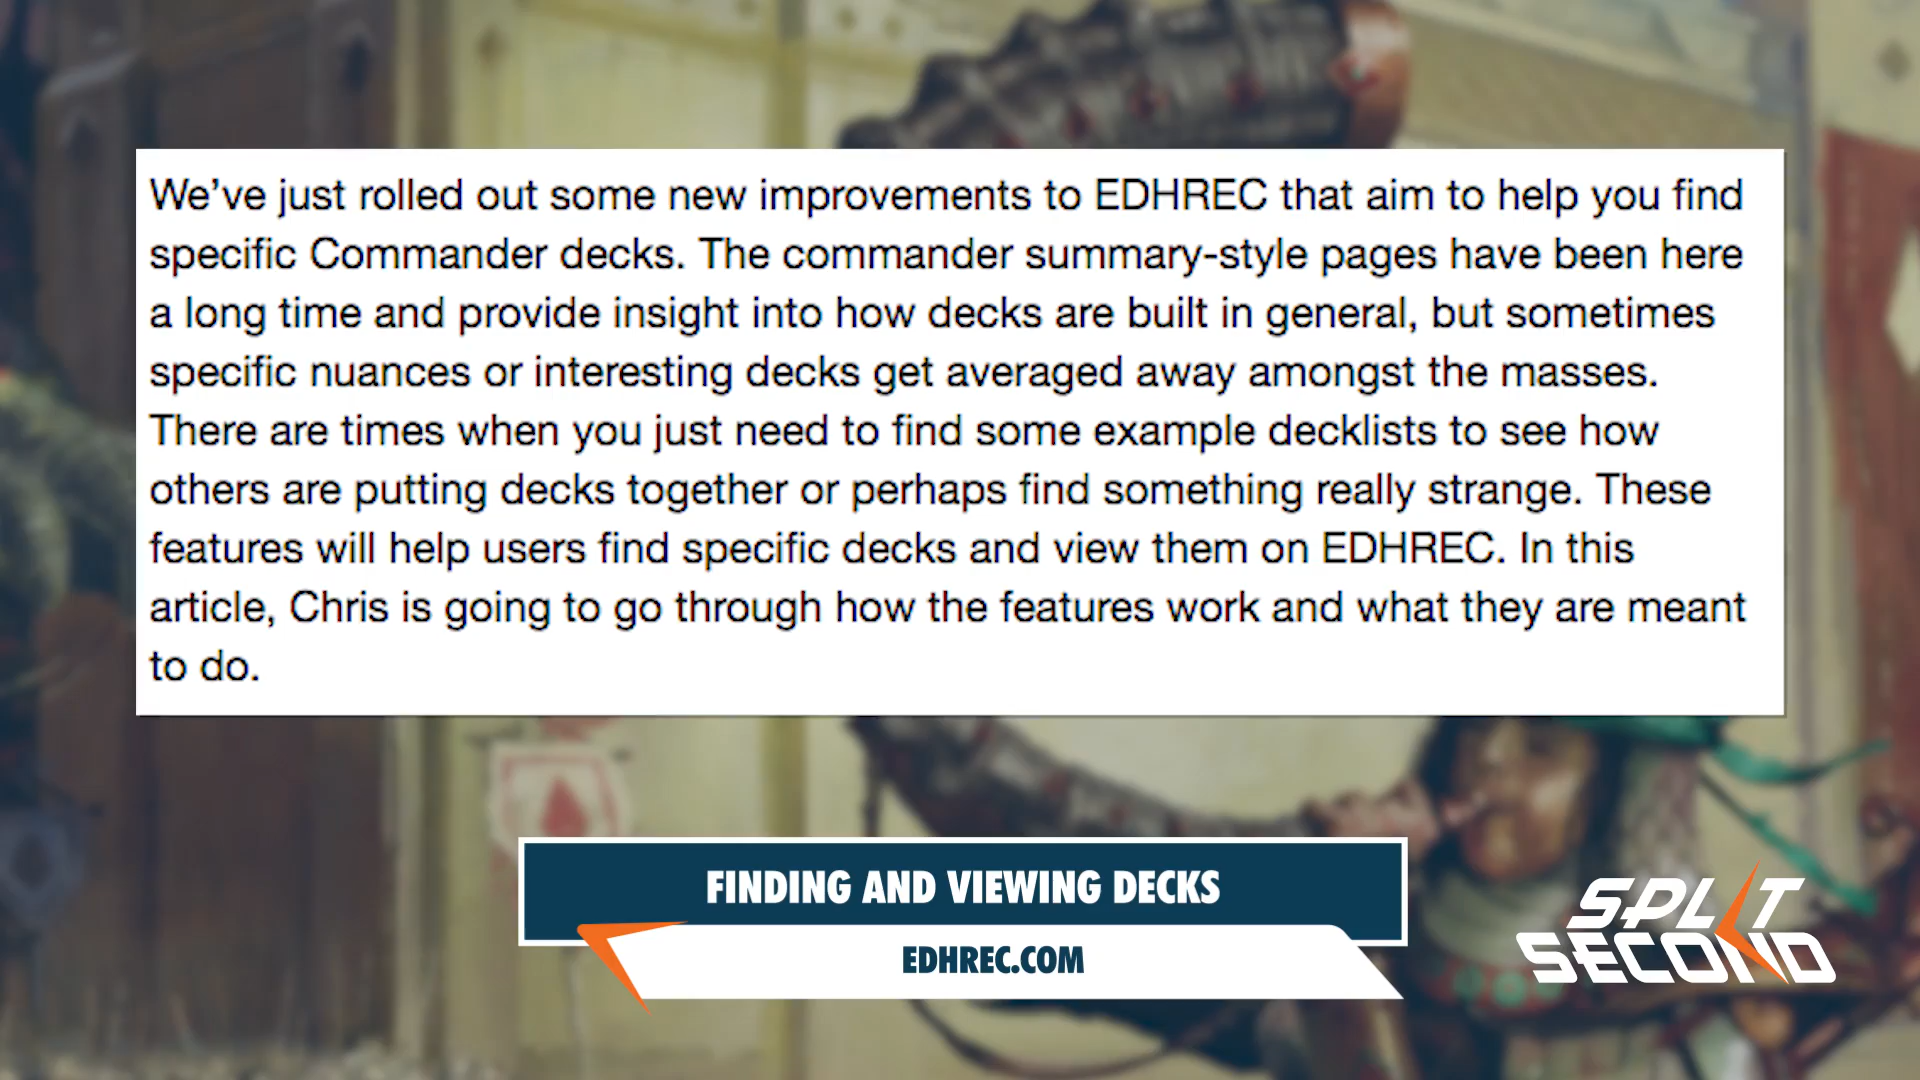 We’ve just rolled out some new improvements to EDHREC that aim to help you find
specific Commander decks. The commander summary-style pages have been here
a long time and provide insight into how decks are built in general, but sometimes
specific nuances or interesting decks get averaged away amongst the masses.
There are times when you just need to find some example decklists to see how
others are putting decks together or perhaps find something really strange. These
features will help users find specific decks and view them on EDHREC. In this
article, Chris is going to go through how the features work and what they are meant
to do.
FINDING AND VIEWING DECKS
EDHREC.COM
SPLIT
SECOND